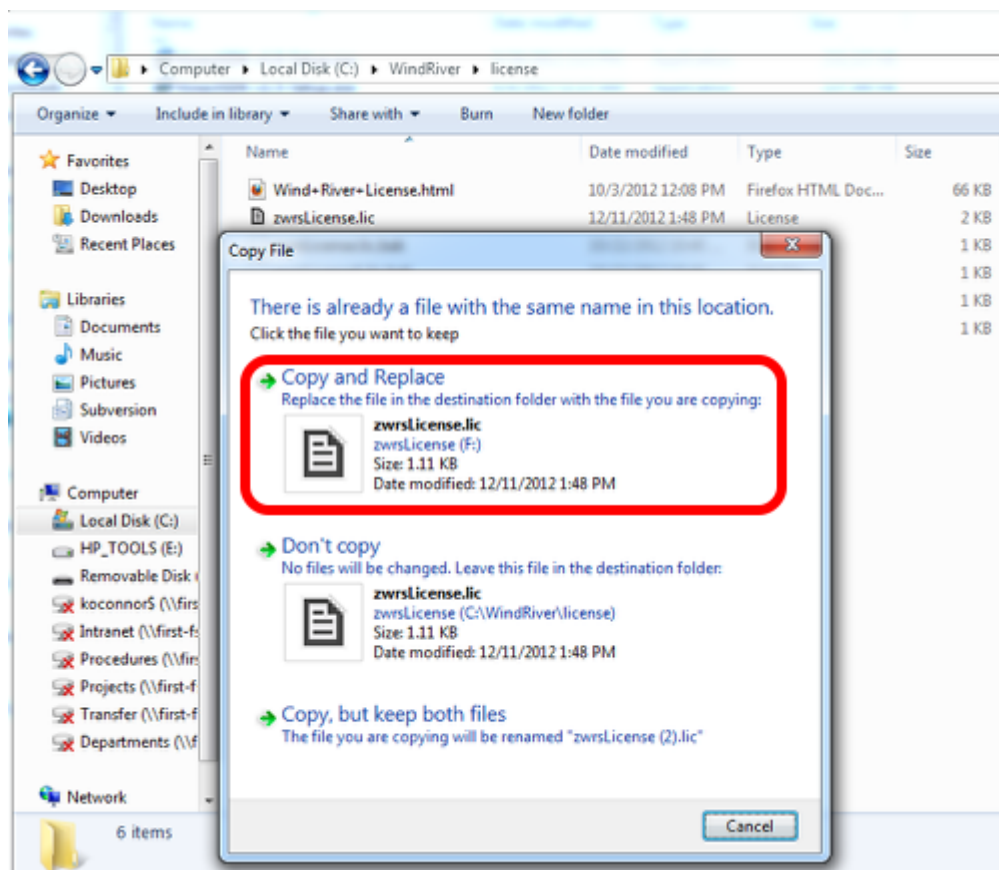 Computer ▸ Local Disk (C:) ▸ WindRiver ▸ license
Organize Include in library Share with Burn New folder
Favorites
Desktop
Downloads
Recent Places
Libraries
Documents
Music
Pictures
Subversion
Videos
Computer
Local Disk (C:)
HP_TOOLS (E:)
Removable Disk
koconnor$ (\\firs
Intranet (\\first-f
Procedures (\\fir
Projects (\\first-f
Transfer (\\first-f
Departments (\\f
Network
6 items
Name Date modified Type Size
Wind+River+License.html 10/3/2012 12:08 PM Firefox HTML Doc... 66 KB
zwrsLicense.lic 12/11/2012 1:48 PM License 2 KB
1 KB
1 KB
1 KB
1 KB
Copy File
There is already a file with the same name in this location.
Click the file you want to keep
Copy and Replace
Replace the file in the destination folder with the file you are copying:
zwrsLicense.lic
zwrsLicense (F:)
Size: 1.11 KB
Date modified: 12/11/2012 1:48 PM
Don't copy
No files will be changed. Leave this file in the destination folder:
zwrsLicense.lic
zwrsLicense (C:\WindRiver\license)
Size: 1.11 KB
Date modified: 12/11/2012 1:48 PM
Copy, but keep both files
The file you are copying will be renamed "zwrsLicense (2).lic"
Cancel